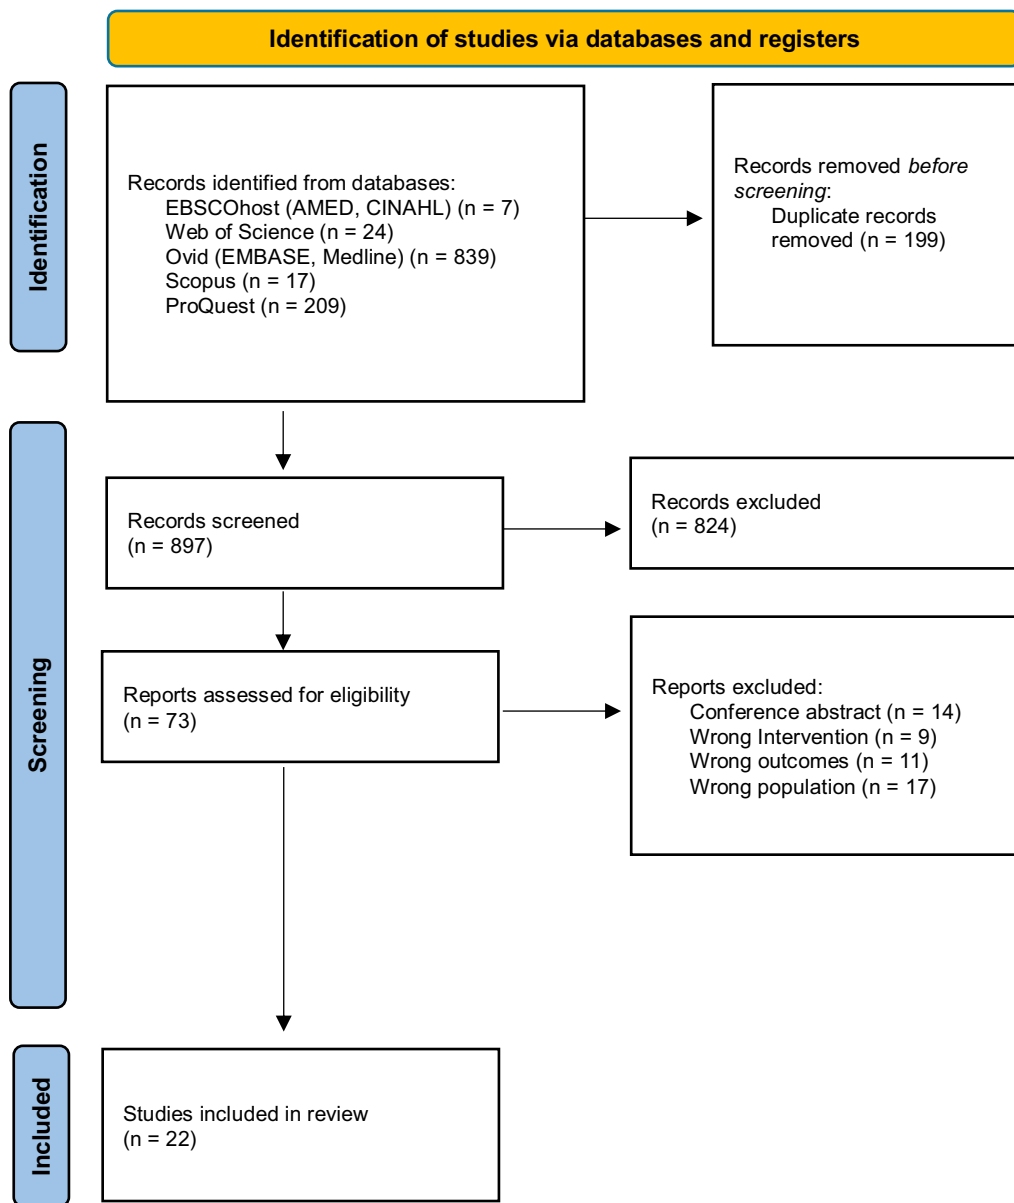 Identification of studies via databases and registers
Identification
Records identified from databases:
EBSCOhost (AMED, CINAHL) (n = 7)
Web of Science (n = 24)
Ovid (EMBASE, Medline) (n = 839)
Scopus (n = 17)
ProQuest (n = 209)
Records removed before
screening:
Duplicate records
removed (n = 199)
Screening
Records screened
(n = 897)
Records excluded
(n = 824)
Reports assessed for eligibility
(n = 73)
Reports excluded:
Conference abstract (n = 14)
Wrong Intervention (n = 9)
Wrong outcomes (n = 11)
Wrong population (n = 17)
Included
Studies included in review
(n = 22)